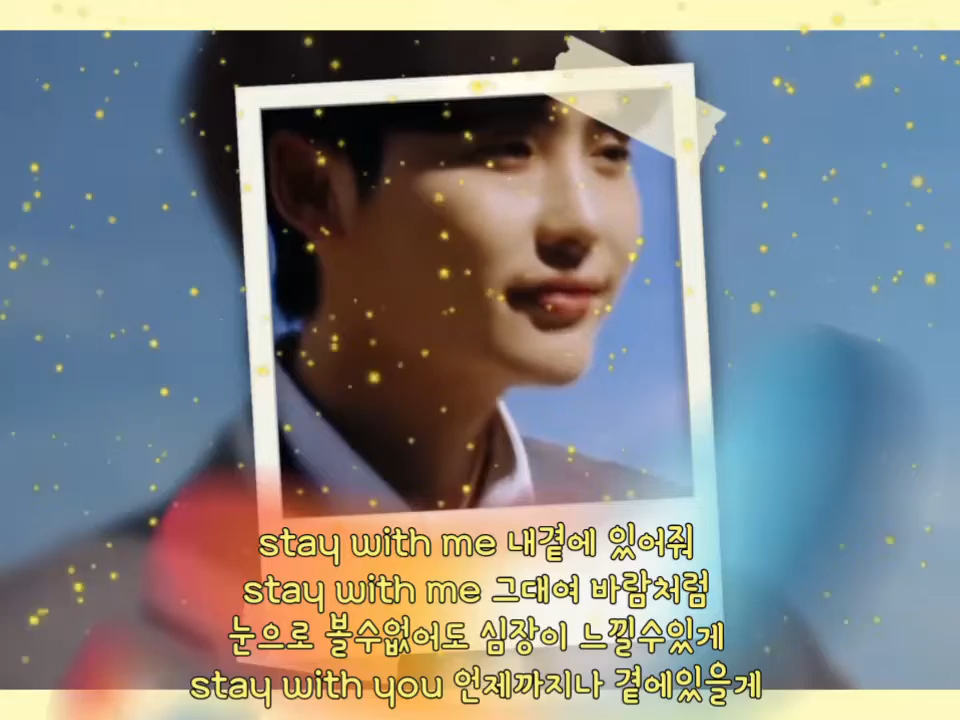 stay with me 내곁에 있어줘
stay with me 그대여 바람처럼
눈으로 볼수없어도 심장이 느낄수있게
stay with you 언제까지나 곁에있을게